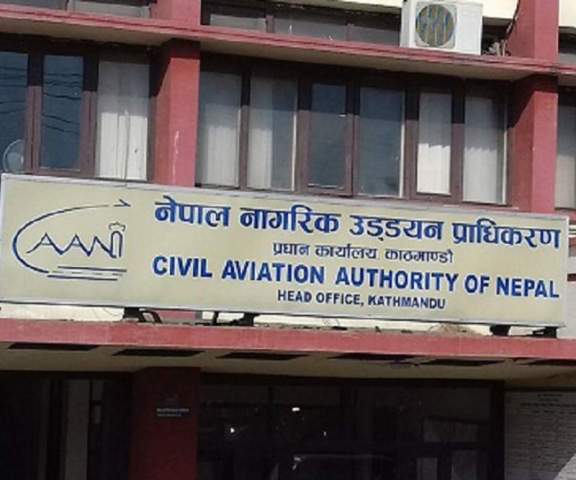 CAAN
नेपाल नागरिक उड्डयन प्राधिकरण
प्रधान कार्यालय, काठमाण्डौ
CIVIL AVIATION AUTHORITY OF NEPAL
HEAD OFFICE, KATHMANDU